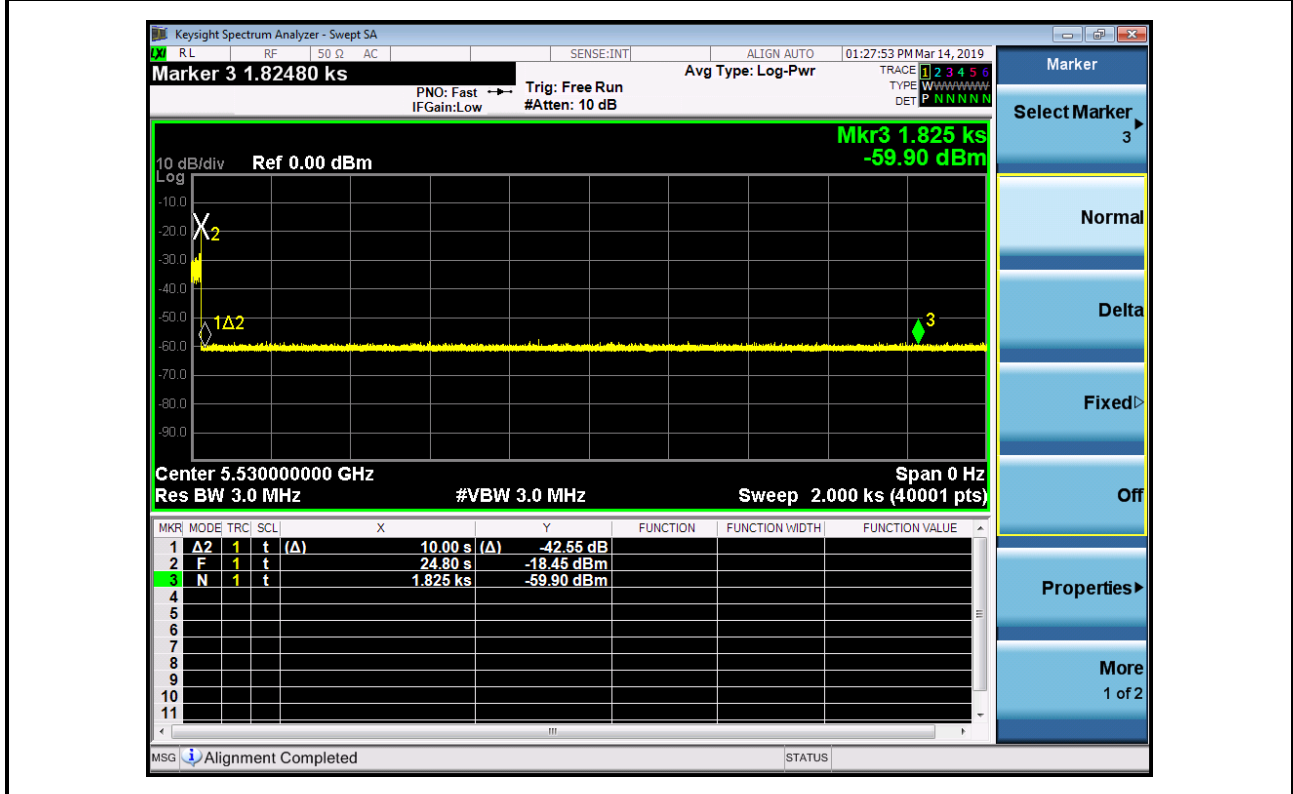 Keysight Spectrum Analyzer - Swept SA
LXI RL RF 50 Ω AC SENSE:INT ALIGN AUTO 01:27:53 PM Mar 14, 2019
Marker 3 1.82480 ks
PNO: Fast
IFGain:Low
Trig: Free Run
#Atten: 10 dB
Avg Type: Log-Pwr
TRACE 1 2 3 4 5 6
TYPE WWWWWW
DET P N N N N N
Mkr3 1.825 ks
-59.90 dBm
10 dB/div Ref 0.00 dBm
Log
-10.0
-20.0
-30.0
-40.0
-50.0
-60.0
-70.0
-80.0
-90.0
2
1Δ2
3
Center 5.530000000 GHz Span 0 Hz
Res BW 3.0 MHz #VBW 3.0 MHz Sweep 2.000 ks (40001 pts)
MKR MODE TRC SCL X Y FUNCTION FUNCTION WIDTH FUNCTION VALUE
1 Δ2 1 t (Δ) 10.00 s (Δ) -42.55 dB
2 F 1 t 24.80 s -18.45 dBm
3 N 1 t 1.825 ks -59.90 dBm
4
5
6
7
8
9
10
11
MSG Alignment Completed STATUS
Marker
Select Marker
3
Normal
Delta
Fixed
Off
Properties
More
1 of 2